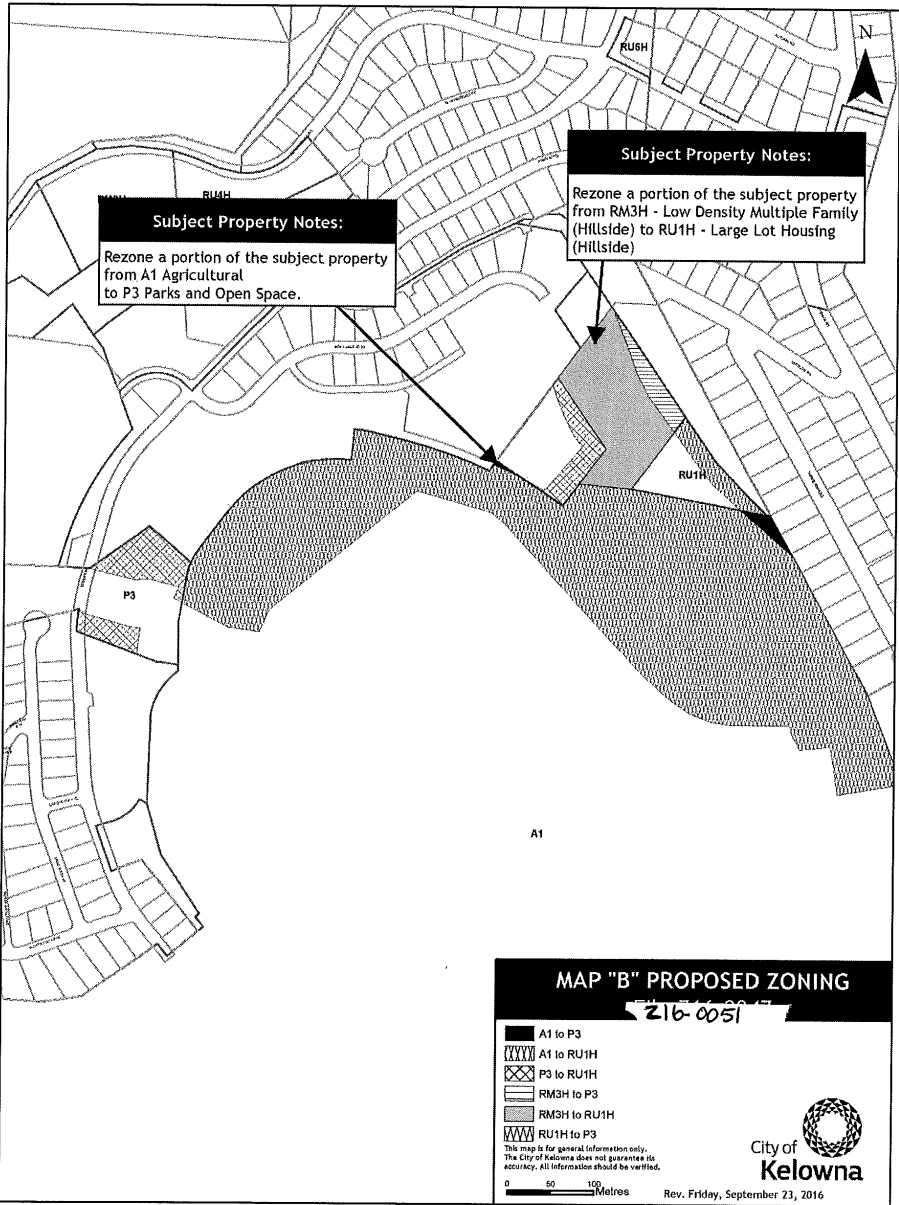 RU6H
N
Subject Property Notes:
Rezone a portion of the subject property
from RM3H - Low Density Multiple Family
(Hillside) to RU1H - Large Lot Housing
(Hillside)
RU4H
Subject Property Notes:
Rezone a portion of the subject property
from A1 Agricultural
to P3 Parks and Open Space.
RU1H
P3
A1
MAP "B" PROPOSED ZONING
Z16-0051
A1 to P3
A1 to RU1H
P3 to RU1H
RM3H to P3
RM3H to RU1H
RU1H to P3
This map is for general information only.
The City of Kelowna does not guarantee its
accuracy. All information should be verified.
0 50 100 Metres
City of
Kelowna
Rev. Friday, September 23, 2016